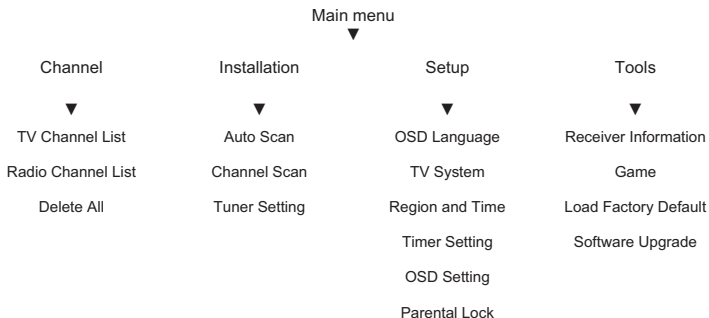 Main menu
▼
Channel Installation Setup Tools
▼ ▼ ▼ ▼
TV Channel List Auto Scan OSD Language Receiver Information
Radio Channel List Channel Scan TV System Game
Delete All Tuner Setting Region and Time Load Factory Default
Timer Setting Software Upgrade
OSD Setting
Parental Lock